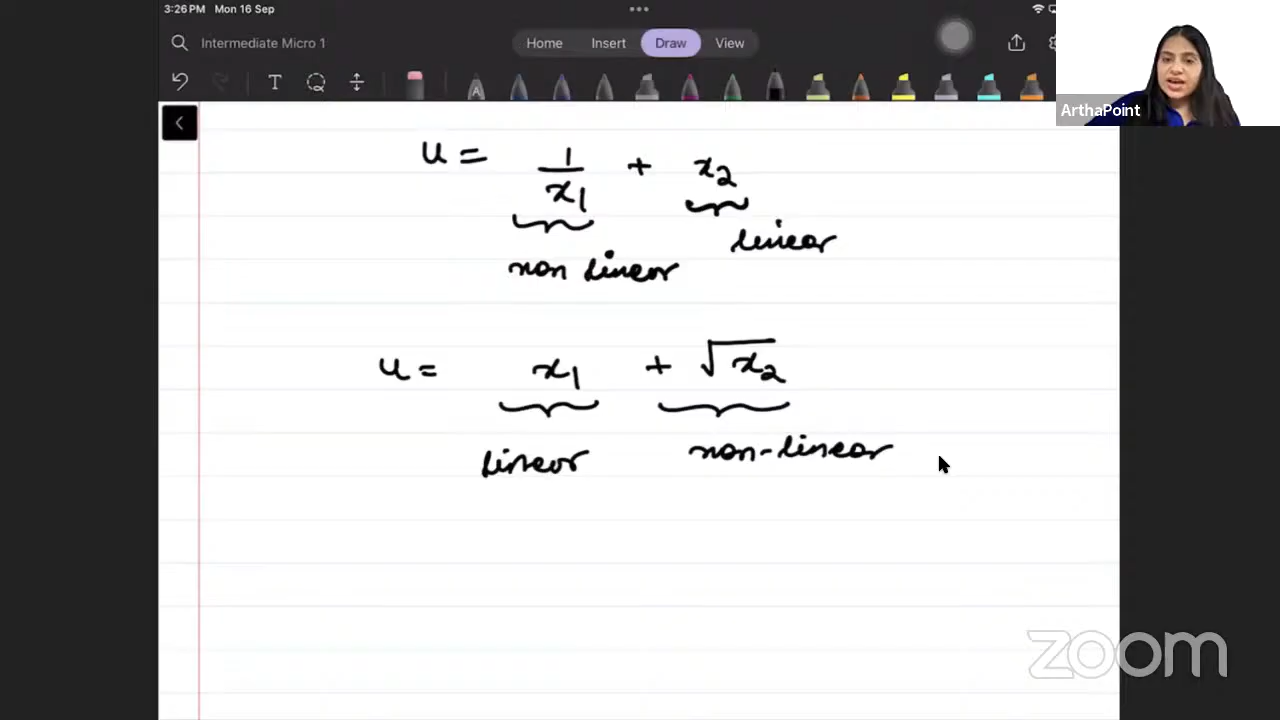 3:26 PM Mon 16 Sep
Intermediate Micro 1
Home Insert Draw View
T
A
ArthaPoint
u = 1/x₁ + x₂
linear
non linear
u = x₁ + √x₂
linear
non-linear
zoom